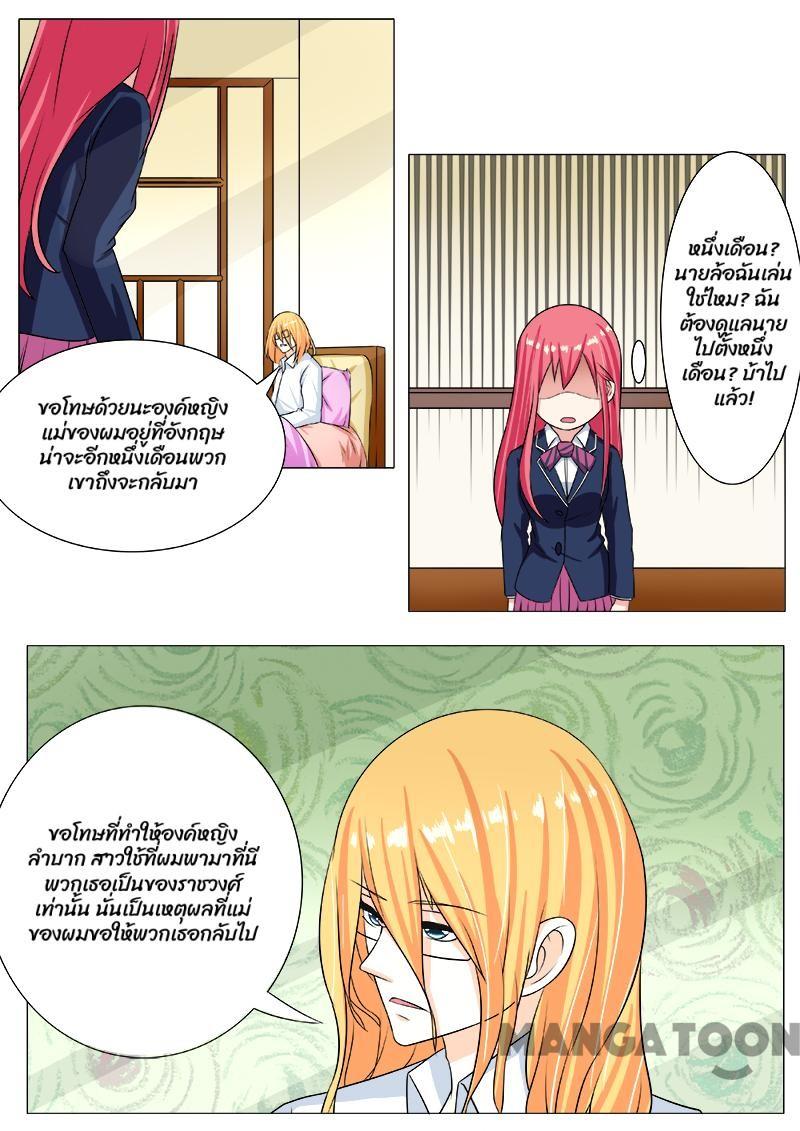 ขอโทษด้วยนะองค์หญิง
แม่ของผมอยู่ที่อังกฤษ
น่าจะอีกหนึ่งเดือนพวก
เขาถึงจะกลับมา
หนึ่งเดือน?
นายล้อฉันเล่น
ใช่ไหม? ฉัน
ต้องดูแลนาย
ไปตั้งหนึ่ง
เดือน? บ้าไป
แล้ว!
ขอโทษที่ทำให้องค์หญิง
ลำบาก สาวใช้ที่ผมพามาที่นี่
พวกเธอเป็นของราชวงศ์
เท่านั้น นั่นเป็นเหตุผลที่แม่
ของผมขอให้พวกเธอกลับไป
MANGA TOON